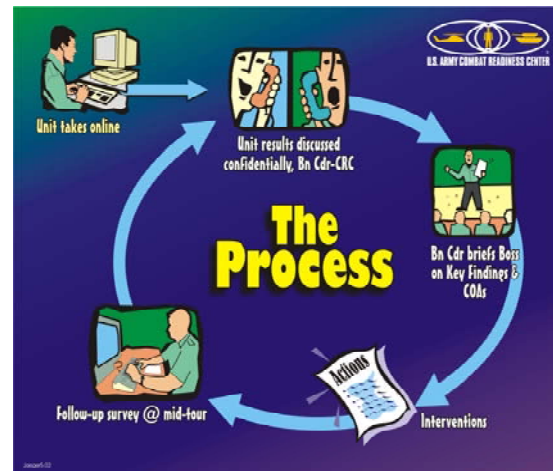 U.S. ARMY COMBAT READINESS CENTER
Unit takes online
Unit results discussed
confidentially, Bn Cdr-CRC
The
Process
Bn Cdr briefs Boss
on Key Findings &
COAs
Actions
Interventions
Follow-up survey @ mid-tour